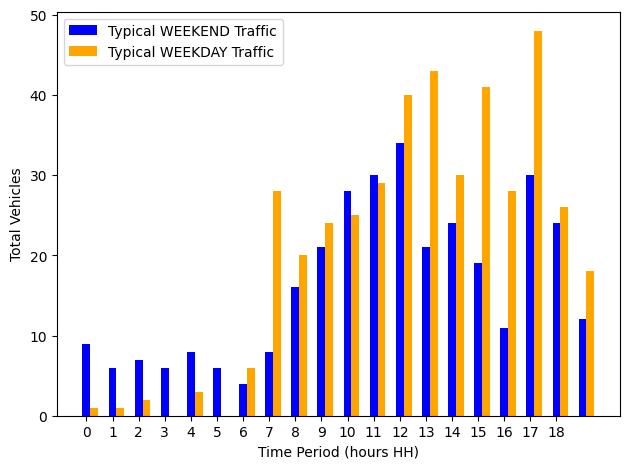 50
Typical WEEKEND Traffic
Typical WEEKDAY Traffic
40
30
Total Vehicles
20
10
0
0 1 2 3 4 5 6 7 8 9 10 11 12 13 14 15 16 17 18
Time Period (hours HH)